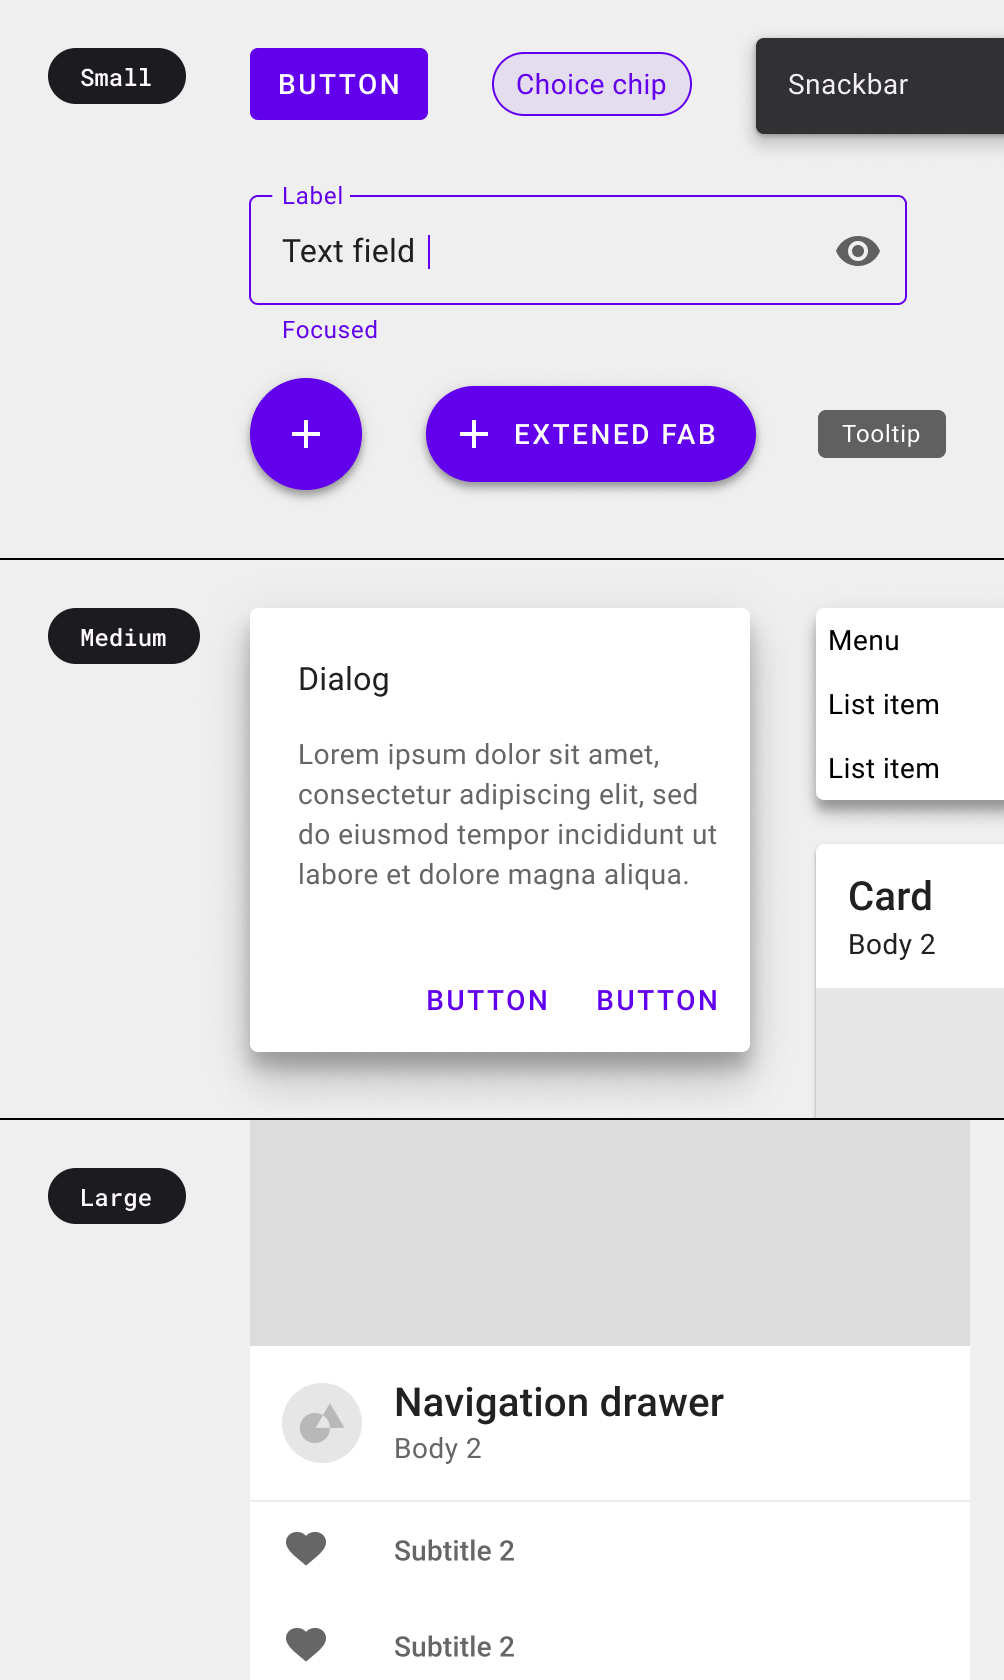 Small
BUTTON
Choice chip
Snackbar
Label
Text field
Focused
EXTENED FAB
Tooltip
Medium
Dialog
Lorem ipsum dolor sit amet,
consectetur adipiscing elit, sed
do eiusmod tempor incididunt ut
labore et dolore magna aliqua.
BUTTON
BUTTON
Menu
List item
List item
Card
Body 2
Large
Navigation drawer
Body 2
Subtitle 2
Subtitle 2